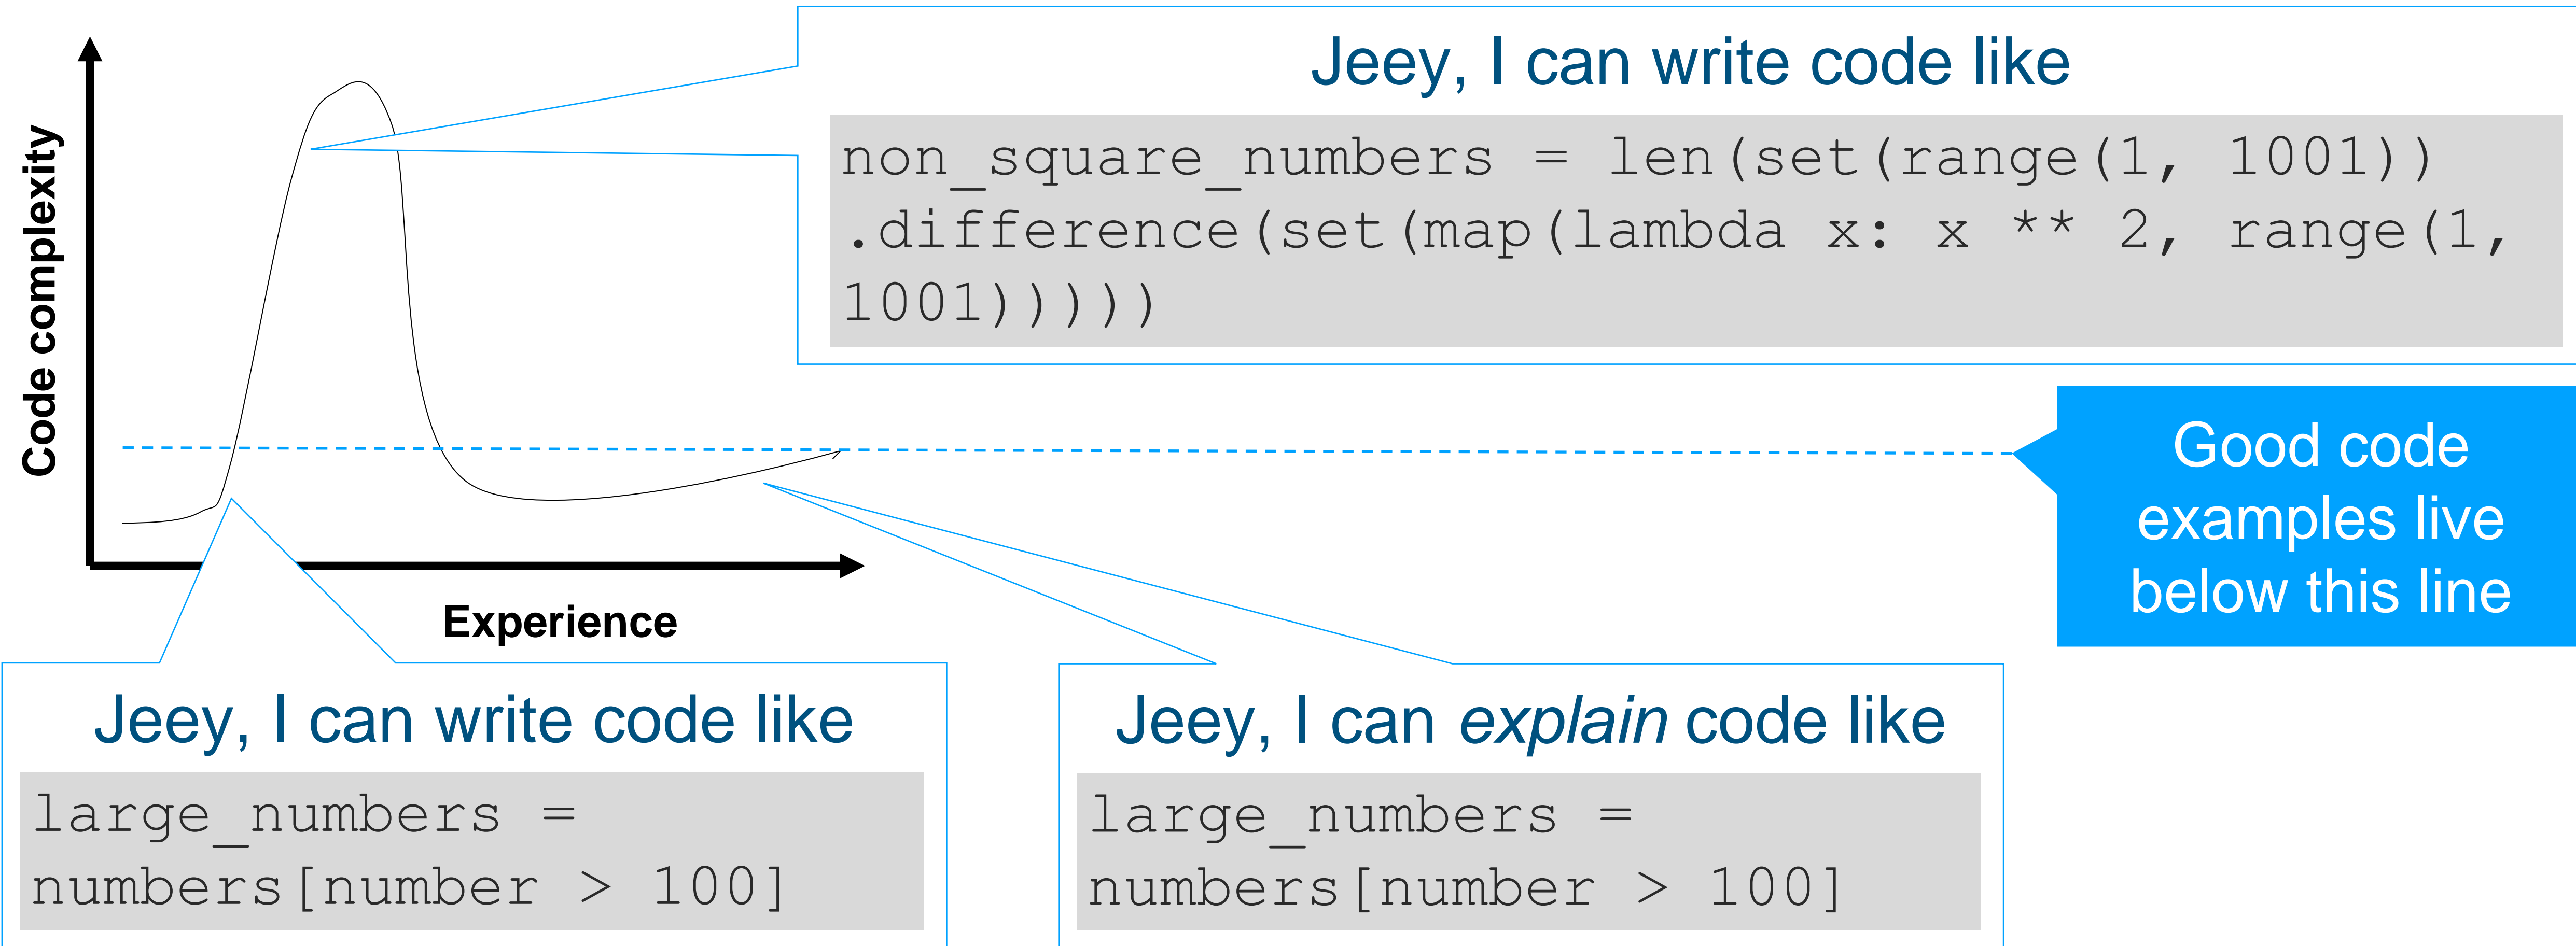 Code complexity
Jeey, I can write code like
non_square_numbers = len(set(range(1, 1001))
.difference(set(map(lambda x: x ** 2, range(1,
1001)))))
Good code
examples live
below this line
Experience
Jeey, I can write code like
large_numbers =
numbers[number > 100]
Jeey, I can explain code like
large_numbers =
numbers[number > 100]